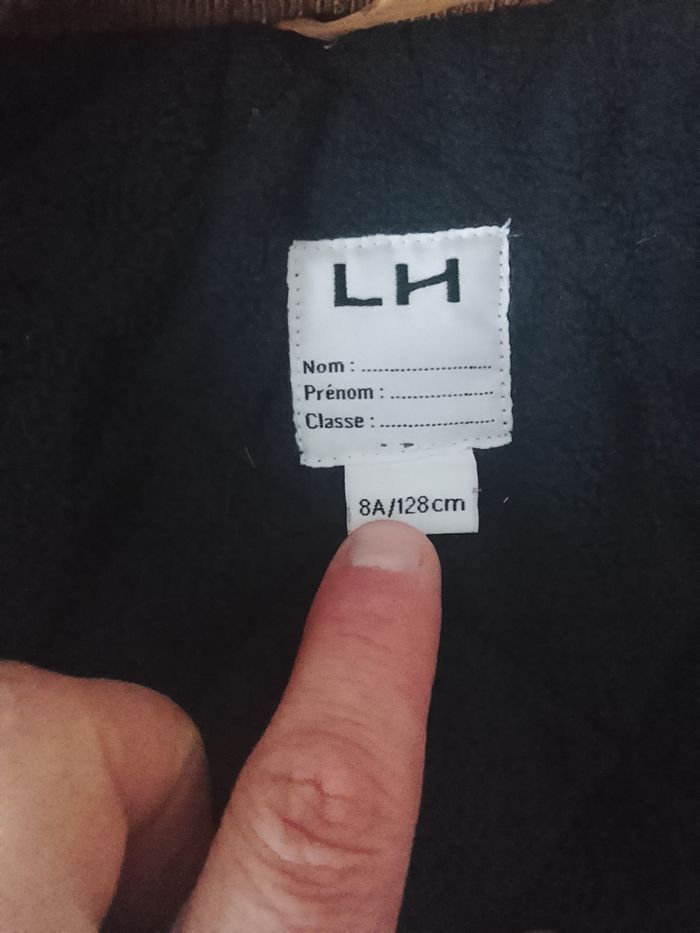 LH
Nom : ........................
Prénom : ...................
Classe : .....................
8A/128cm